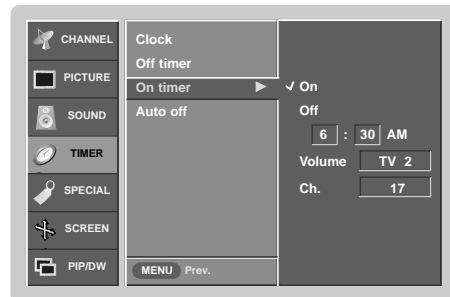 CHANNEL
PICTURE
SOUND
TIMER
SPECIAL
SCREEN
PIP/DW
Clock
Off timer
On timer
Auto off
MENU Prev.
On
Off
6 : 30 AM
Volume TV 2
Ch. 17